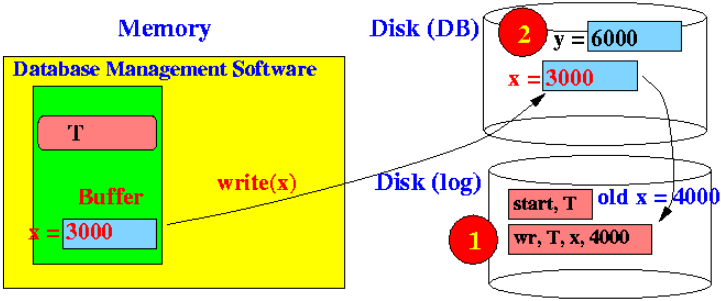 Memory
Disk (DB)
2
y = 6000
Database Management Software
x = 3000
T
Buffer
write(x)
Disk (log)
start, T
old x = 4000
x = 3000
1
wr, T, x, 4000